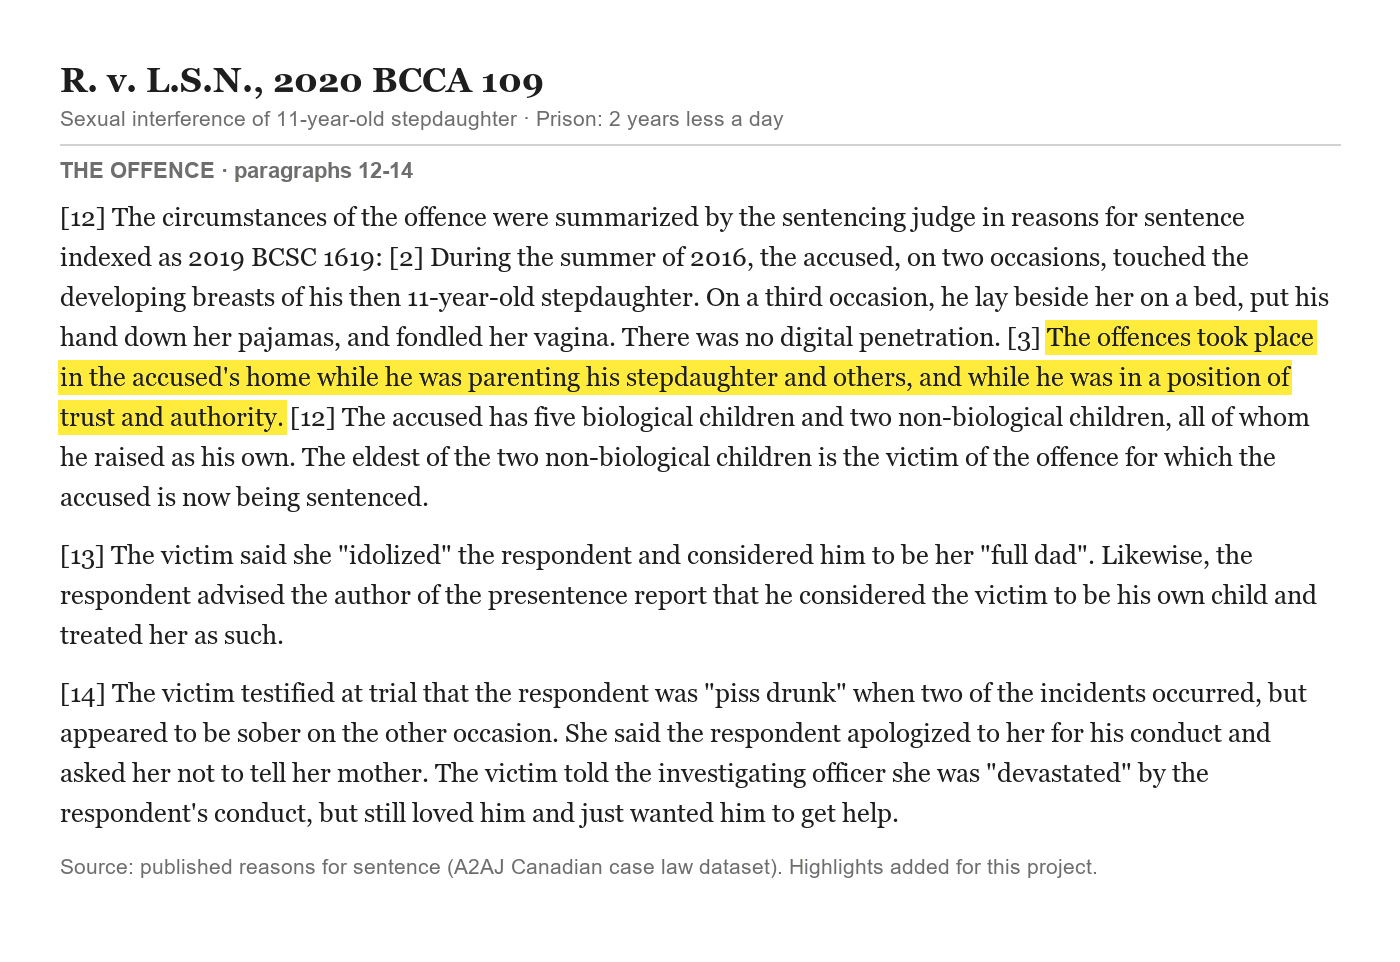 R. v. L.S.N., 2020 BCCA 109
Sexual interference of 11-year-old stepdaughter · Prison: 2 years less a day
THE OFFENCE · paragraphs 12-14
[12] The circumstances of the offence were summarized by the sentencing judge in reasons for sentence
indexed as 2019 BCSC 1619: [2] During the summer of 2016, the accused, on two occasions, touched the
developing breasts of his then 11-year-old stepdaughter. On a third occasion, he lay beside her on a bed, put his
hand down her pajamas, and fondled her vagina. There was no digital penetration. [3] The offences took place
in the accused's home while he was parenting his stepdaughter and others, and while he was in a position of
trust and authority. [12] The accused has five biological children and two non-biological children, all of whom
he raised as his own. The eldest of the two non-biological children is the victim of the offence for which the
accused is now being sentenced.
[13] The victim said she "idolized" the respondent and considered him to be her "full dad". Likewise, the
respondent advised the author of the presentence report that he considered the victim to be his own child and
treated her as such.
[14] The victim testified at trial that the respondent was "piss drunk" when two of the incidents occurred, but
appeared to be sober on the other occasion. She said the respondent apologized to her for his conduct and
asked her not to tell her mother. The victim told the investigating officer she was "devastated" by the
respondent's conduct, but still loved him and just wanted him to get help.
Source: published reasons for sentence (A2AJ Canadian case law dataset). Highlights added for this project.